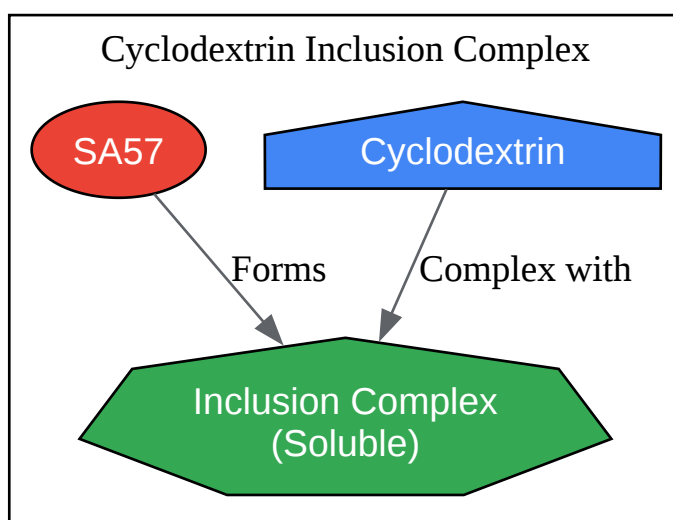 Cyclodextrin Inclusion Complex
SA57
Cyclodextrin
Forms
Complex with
Inclusion Complex
(Soluble)